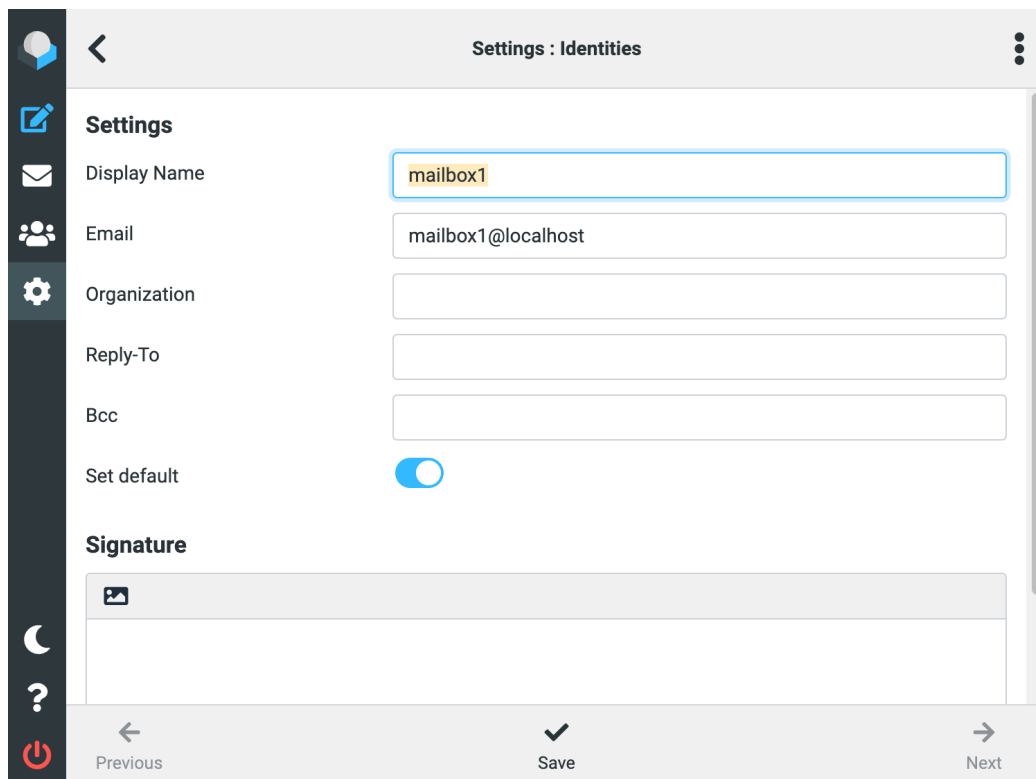 Settings : Identities
Settings
Display Name
mailbox1
Email
mailbox1@localhost
Organization
Reply-To
Bcc
Set default
Signature
Previous
Save
Next